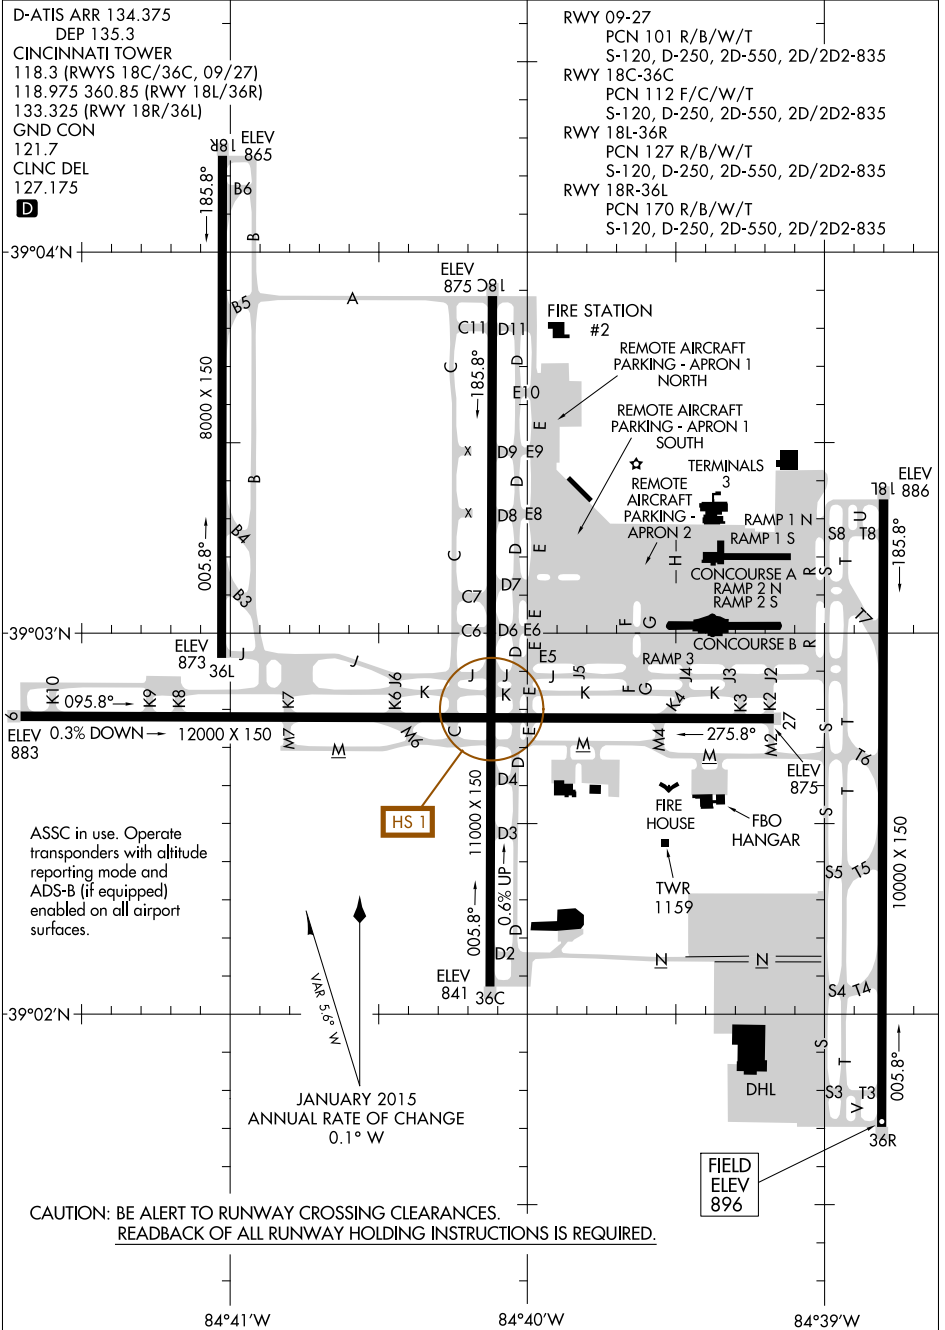 D-ATIS ARR 134.375
DEP 135.3
CINCINNATI TOWER
118.3 (RWYS 18C/36C, 09/27)
118.975 360.85 (RWY 18L/36R)
133.325 (RWY 18R/36L)
GND CON
121.7
CLNC DEL
127.175
D
RWY 09-27
PCN 101 R/B/W/T
S-120, D-250, 2D-550, 2D/2D2-835
RWY 18C-36C
PCN 112 F/C/W/T
S-120, D-250, 2D-550, 2D/2D2-835
RWY 18L-36R
PCN 127 R/B/W/T
S-120, D-250, 2D-550, 2D/2D2-835
RWY 18R-36L
PCN 170 R/B/W/T
S-120, D-250, 2D-550, 2D/2D2-835
18R
ELEV
865
185.8°
B6
B
39°04'N
B5
A
8000 X 150
B
005.8°
B4
B3
ELEV
873
36L
J
J
ELEV
875
18C
C11
D11
C
185.8°
D
E10
E
X
D9
E9
D
X
D8
E8
C
D
E
D7
C7
E
C6
D6
E6
D
E
E5
FIRE STATION
#2
REMOTE AIRCRAFT
PARKING - APRON 1
NORTH
REMOTE AIRCRAFT
PARKING - APRON 1
SOUTH
REMOTE
AIRCRAFT
PARKING -
APRON 2
TERMINALS
3
RAMP 1 N
RAMP 1 S
H
CONCOURSE A
RAMP 2 N
RAMP 2 S
F
G
CONCOURSE B
RAMP 3
R
R
ELEV
886
18L
U
S8
T8
185.8°
S
T
T7
39°03'N
K10
095.8°
K9
K8
K7
K6
J6
K
J
J
J
K
E
J5
K
F
G
J4
K4
K
J3
K3
J2
K2
9
ELEV
883
0.3% DOWN
12000 X 150
M7
M
M6
C
E
D
M
M4
275.8°
M
M2
27
ELEV
875
S
T
T6
HS 1
11000 X 150
D4
D3
0.6% UP
005.8°
D
D2
ELEV
841
36C
FIRE
HOUSE
FBO
HANGAR
TWR
1159
T
S
S5
T5
10000 X 150
N
N
S4
T4
S
T
005.8°
S3
T3
V
DHL
36R
FIELD
ELEV
896
ASSC in use. Operate
transponders with altitude
reporting mode and
ADS-B (if equipped)
enabled on all airport
surfaces.
39°02'N
VAR 5.6° W
JANUARY 2015
ANNUAL RATE OF CHANGE
0.1° W
CAUTION: BE ALERT TO RUNWAY CROSSING CLEARANCES.
READBACK OF ALL RUNWAY HOLDING INSTRUCTIONS IS REQUIRED.
84°41'W
84°40'W
84°39'W